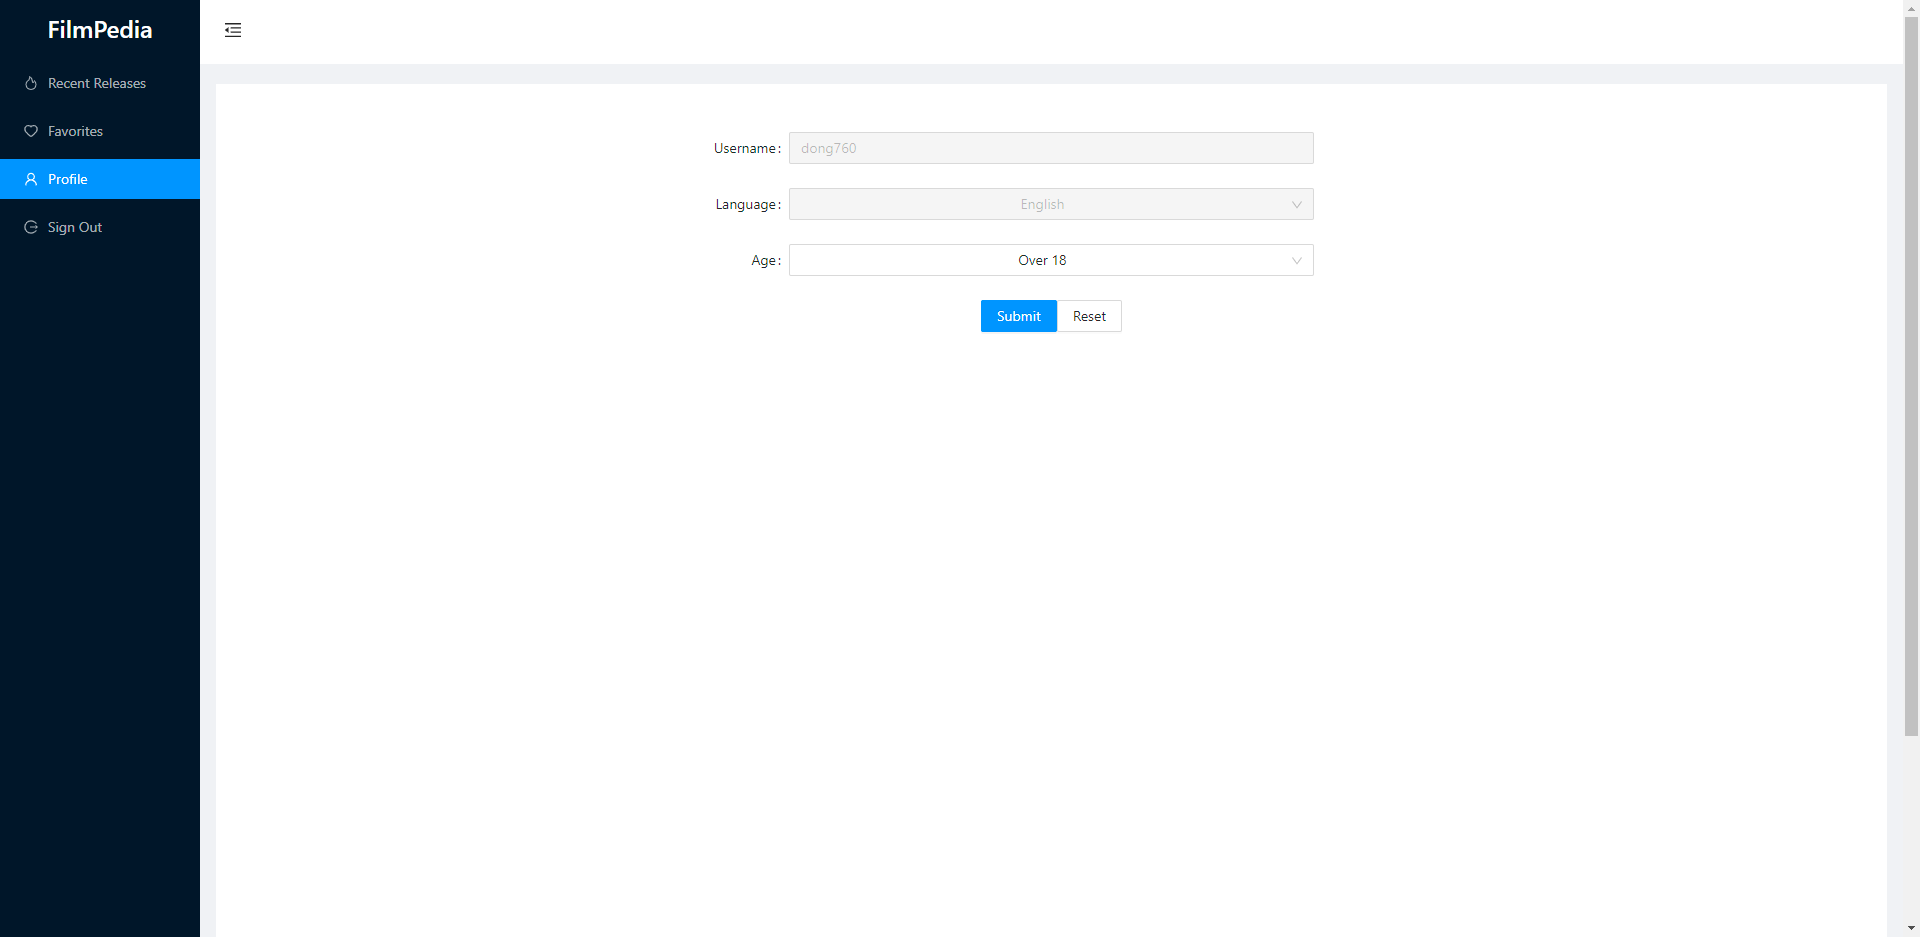 FilmPedia
Recent Releases
Favorites
Profile
Sign Out
Username: dong760
Language: English
Age: Over 18
Submit Reset